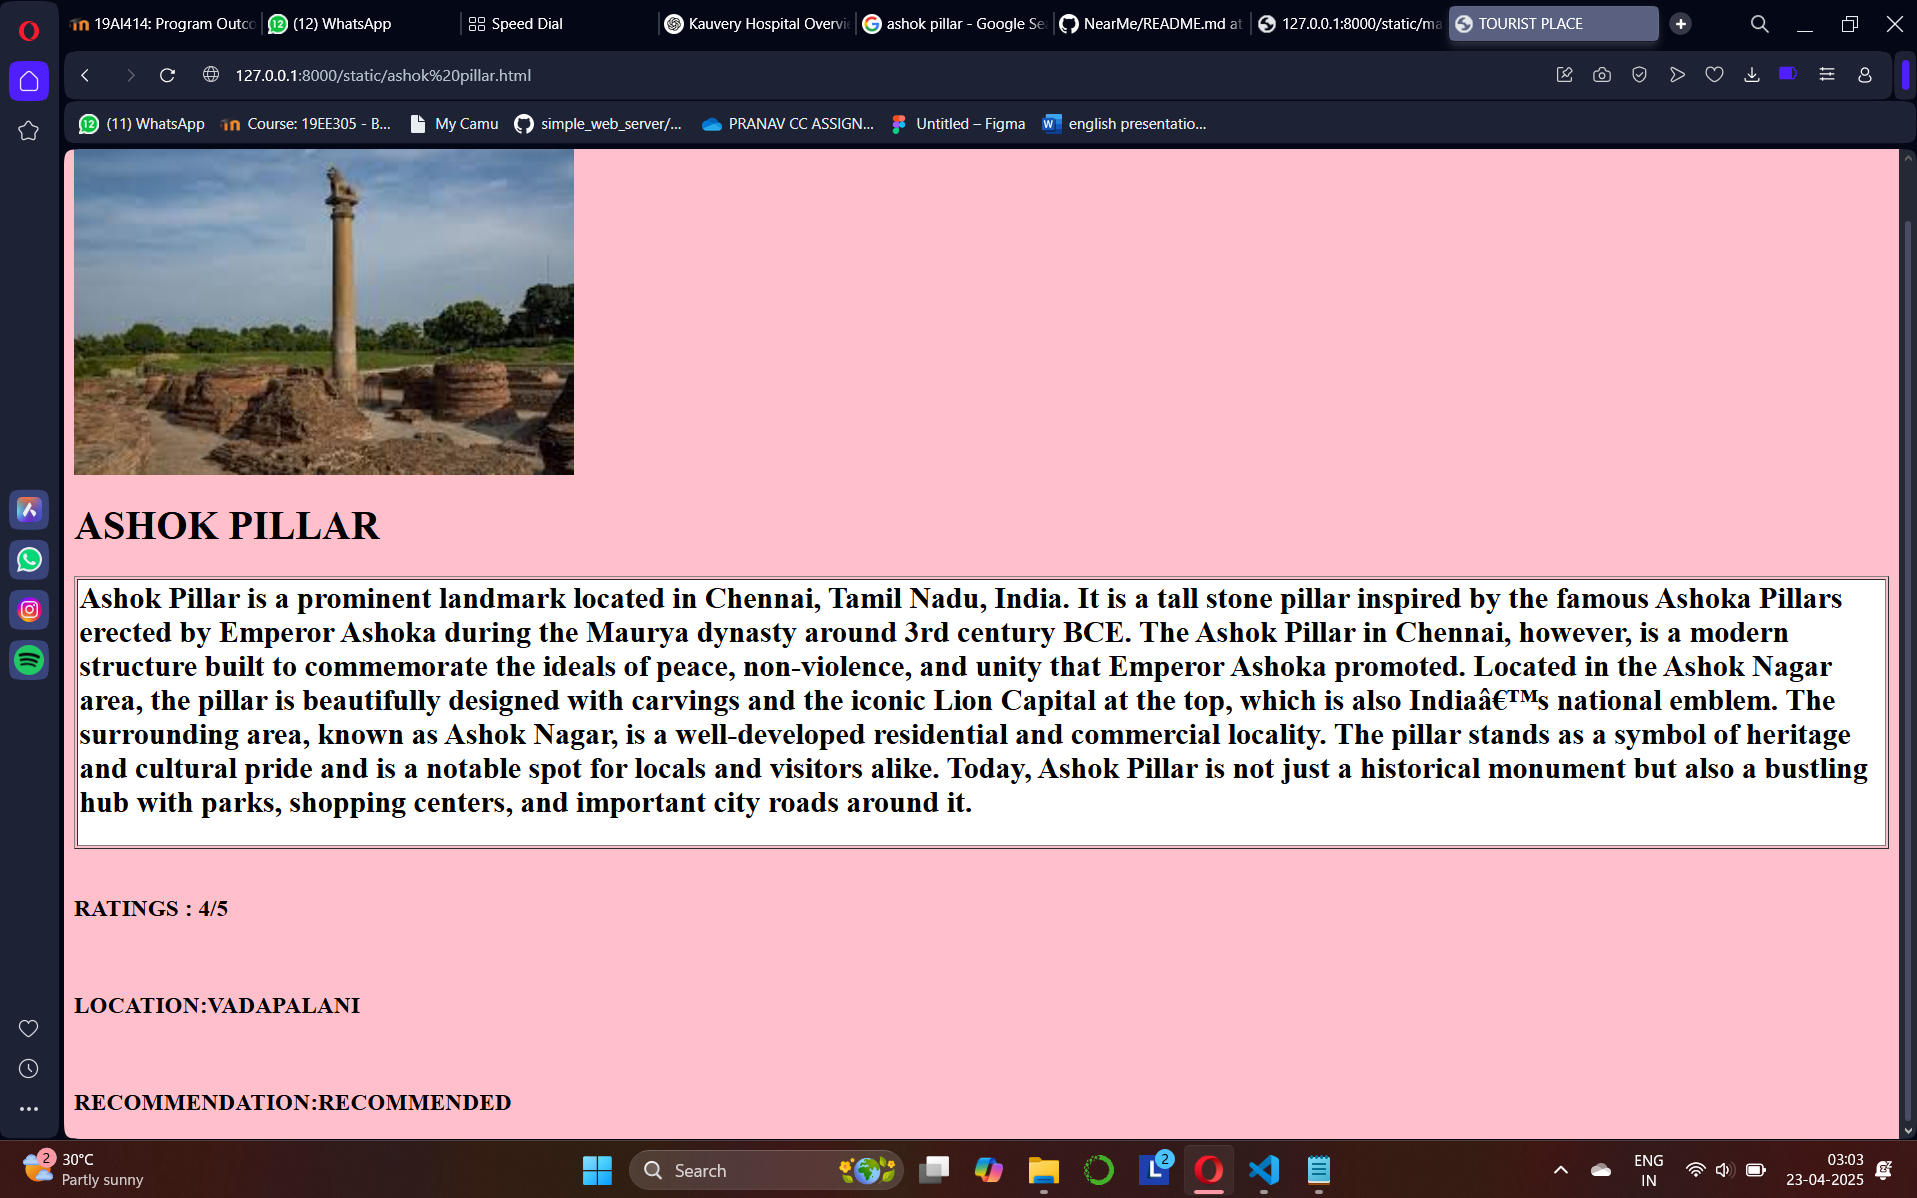 19AI414: Program Outco
12 (12) WhatsApp
Speed Dial
Kauvery Hospital Overvi
ashok pillar - Google Se
NearMe/README.md at
127.0.0.1:8000/static/ma
TOURIST PLACE
127.0.0.1:8000/static/ashok%20pillar.html
12 (11) WhatsApp
Course: 19EE305 - B...
My Camu
simple_web_server/...
PRANAV CC ASSIGN...
Untitled – Figma
W english presentatio...
ASHOK PILLAR
Ashok Pillar is a prominent landmark located in Chennai, Tamil Nadu, India. It is a tall stone pillar inspired by the famous Ashoka Pillars
erected by Emperor Ashoka during the Maurya dynasty around 3rd century BCE. The Ashok Pillar in Chennai, however, is a modern
structure built to commemorate the ideals of peace, non-violence, and unity that Emperor Ashoka promoted. Located in the Ashok Nagar
area, the pillar is beautifully designed with carvings and the iconic Lion Capital at the top, which is also Indiaâ€™s national emblem. The
surrounding area, known as Ashok Nagar, is a well-developed residential and commercial locality. The pillar stands as a symbol of heritage
and cultural pride and is a notable spot for locals and visitors alike. Today, Ashok Pillar is not just a historical monument but also a bustling
hub with parks, shopping centers, and important city roads around it.
RATINGS : 4/5
LOCATION:VADAPALANI
RECOMMENDATION:RECOMMENDED
2
30°C
Partly sunny
Search
L 2
ENG
IN
03:03
23-04-2025